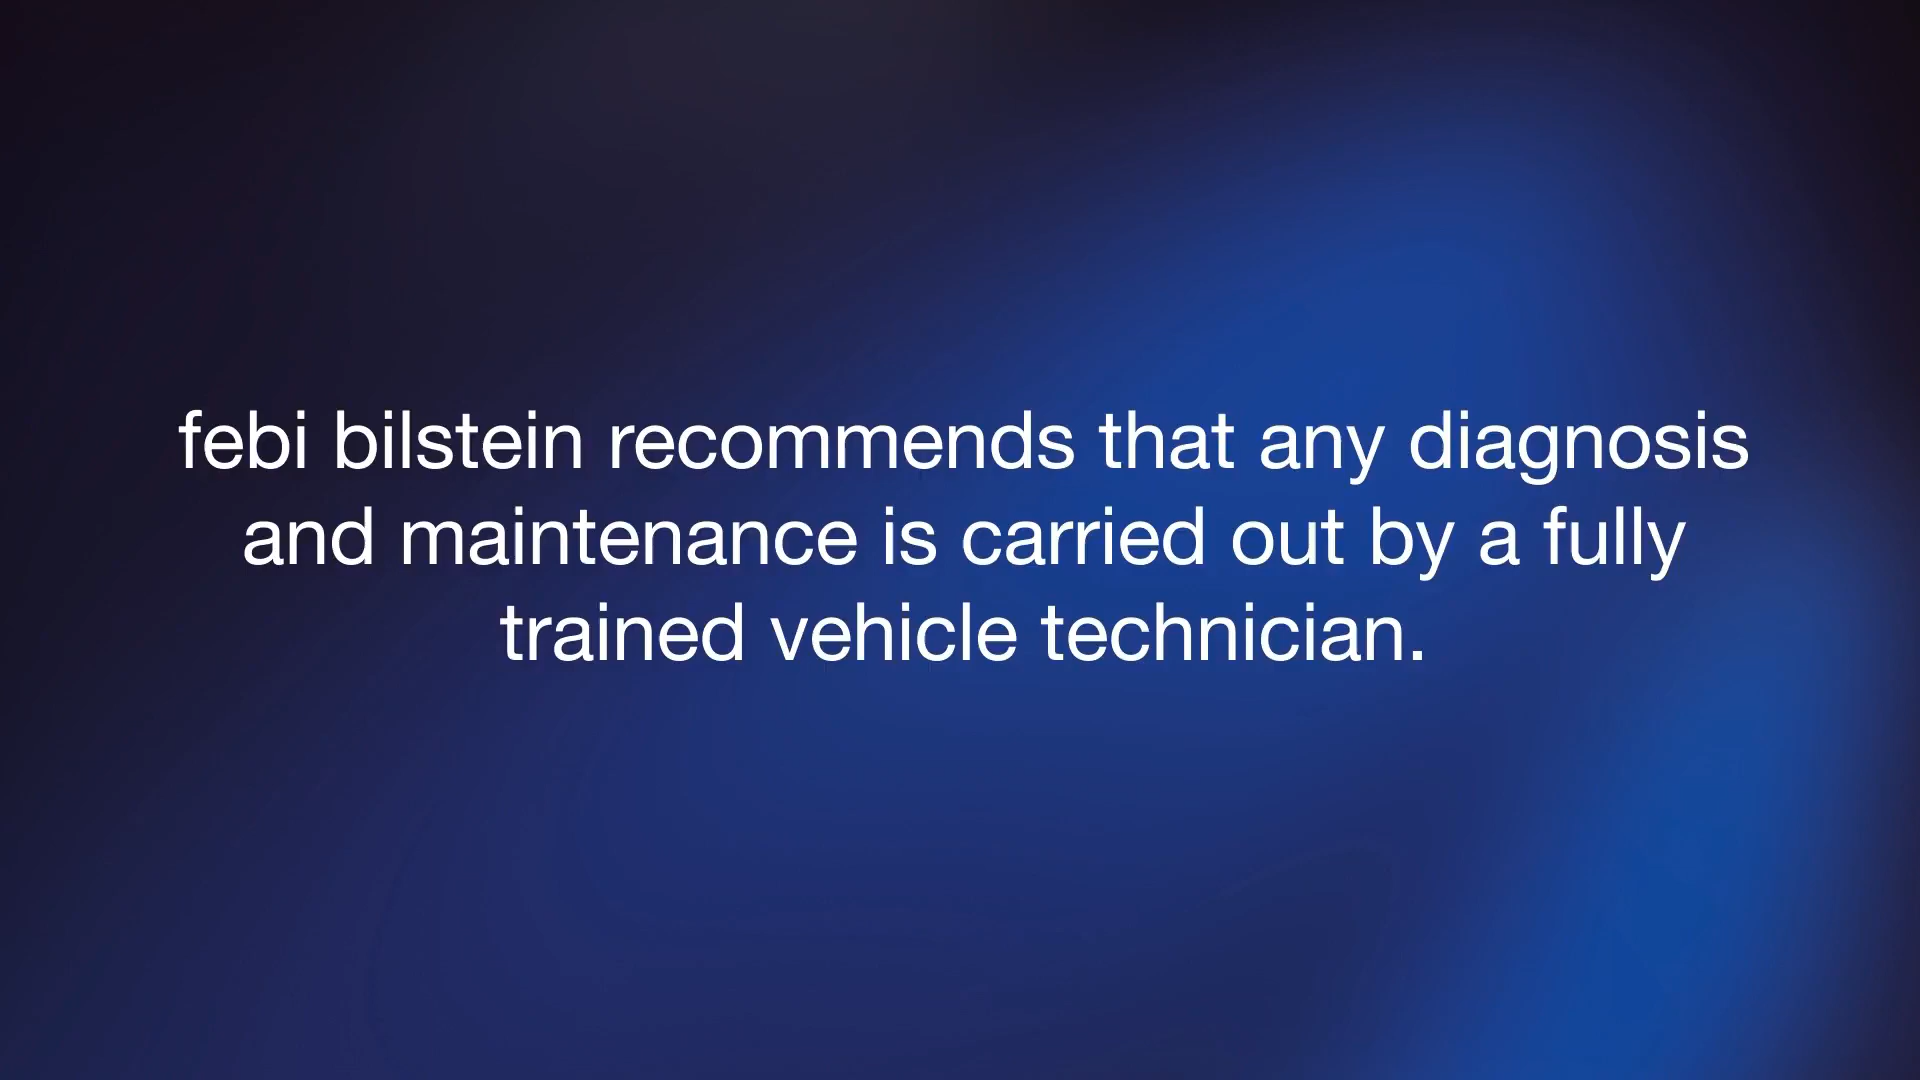 febi bilstein recommends that any diagnosis
and maintenance is carried out by a fully
trained vehicle technician.